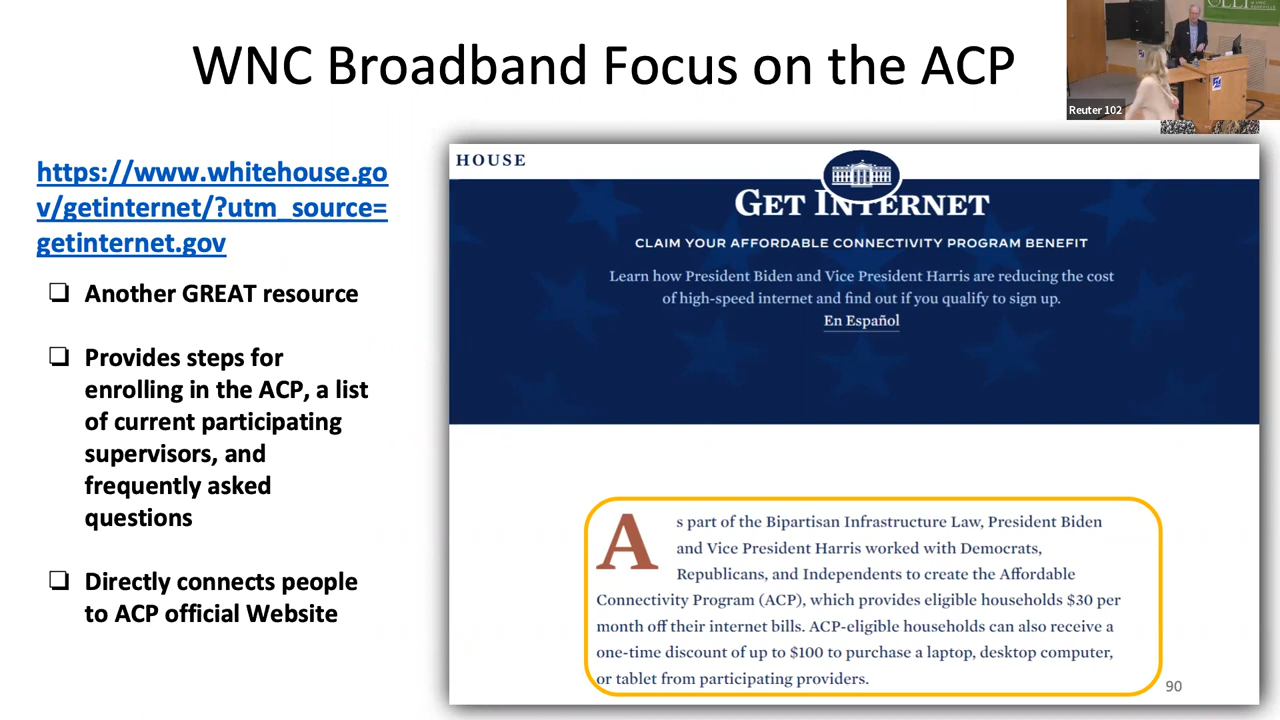 WNC Broadband Focus on the ACP
Reuter 102
https://www.whitehouse.go
v/getinternet/?utm_source=
getinternet.gov
❏ Another GREAT resource
❏ Provides steps for
enrolling in the ACP, a list
of current participating
supervisors, and
frequently asked
questions
❏ Directly connects people
to ACP official Website
HOUSE
GET INTERNET
CLAIM YOUR AFFORDABLE CONNECTIVITY PROGRAM BENEFIT
Learn how President Biden and Vice President Harris are reducing the cost
of high-speed internet and find out if you qualify to sign up.
En Español
As part of the Bipartisan Infrastructure Law, President Biden
and Vice President Harris worked with Democrats,
Republicans, and Independents to create the Affordable
Connectivity Program (ACP), which provides eligible households $30 per
month off their internet bills. ACP-eligible households can also receive a
one-time discount of up to $100 to purchase a laptop, desktop computer,
or tablet from participating providers.
90